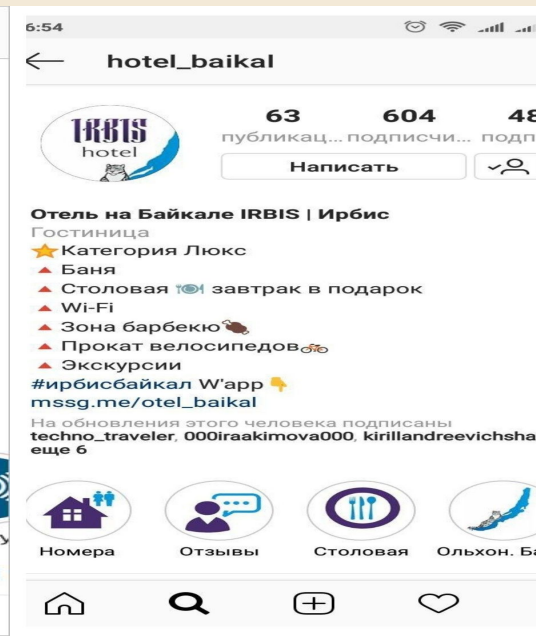 6:54
hotel_baikal
IRBIS
hotel
63 604 48
публикац... подписчи... подп
Написать
Отель на Байкале IRBIS | Ирбис
Гостиница
⭐Категория Люкс
🔺Баня
🔺Столовая 🍽 завтрак в подарок
🔺Wi-Fi
🔺Зона барбекю🍖
🔺Прокат велосипедов🚲
🔺Экскурсии
#ирбисбайкал W'app 👇
mssg.me/otel_baikal
На обновления этого человека подписаны
techno_traveler, 000iraakimova000, kirillandreevichsha
еще 6
Номера Отзывы Столовая Ольхон. Ба